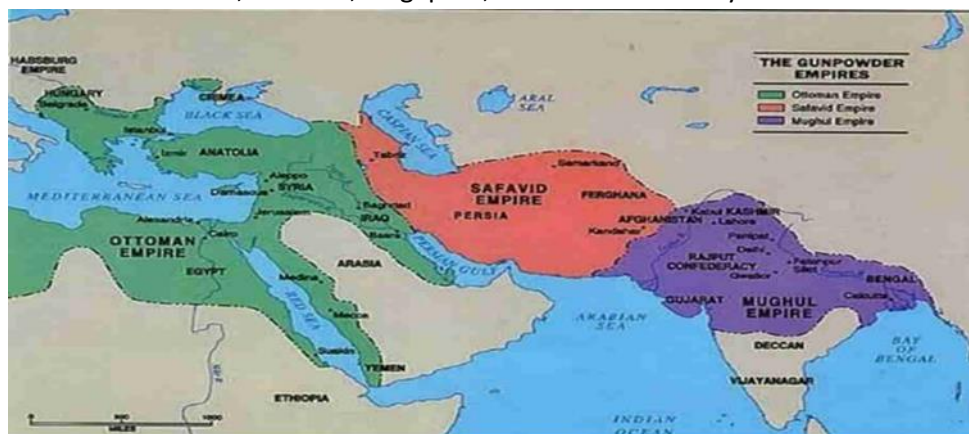 HABSBURG
EMPIRE
HUNGARY
Belgrade
CRIMEA
BLACK SEA
Istanbul
Izmir
ANATOLIA
CASPIAN SEA
ARAL
SEA
THE GUNPOWDER
EMPIRES
Ottoman Empire
Safavid Empire
Mughul Empire
MEDITERRANEAN SEA
Aleppo
Damascus
SYRIA
Jerusalem
Baghdad
IRAQ
Basra
Tabriz
SAFAVID
EMPIRE
PERSIA
Samarkand
FERGHANA
AFGHANISTAN
Kandahar
Kabul
KASHMIR
Lahore
Panipat
Delhi
RAJPUT
CONFEDERACY
Gwalior
BENGAL
Calcutta
GUJARAT
MUGHUL
EMPIRE
Alexandria
Cairo
OTTOMAN
EMPIRE
EGYPT
PERSIAN GULF
ARABIA
Medina
Mecca
RED SEA
Suakin
YEMEN
ETHIOPIA
ARABIAN
SEA
DECCAN
VIJAYANAGAR
BAY
OF
BENGAL
INDIAN
OCEAN
0 500 1000
MILES